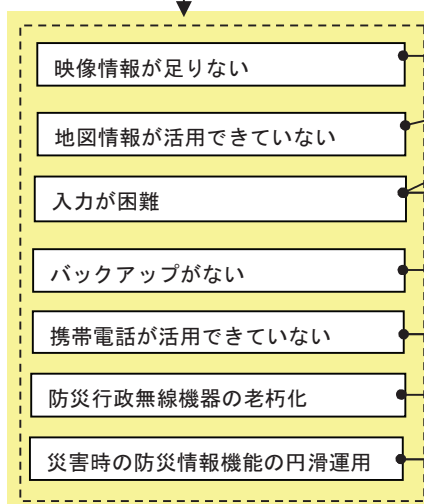 映像情報が足りない
地図情報が活用できていない
入力が困難
バックアップがない
携帯電話が活用できていない
防災行政無線機器の老朽化
災害時の防災情報機能の円滑運用